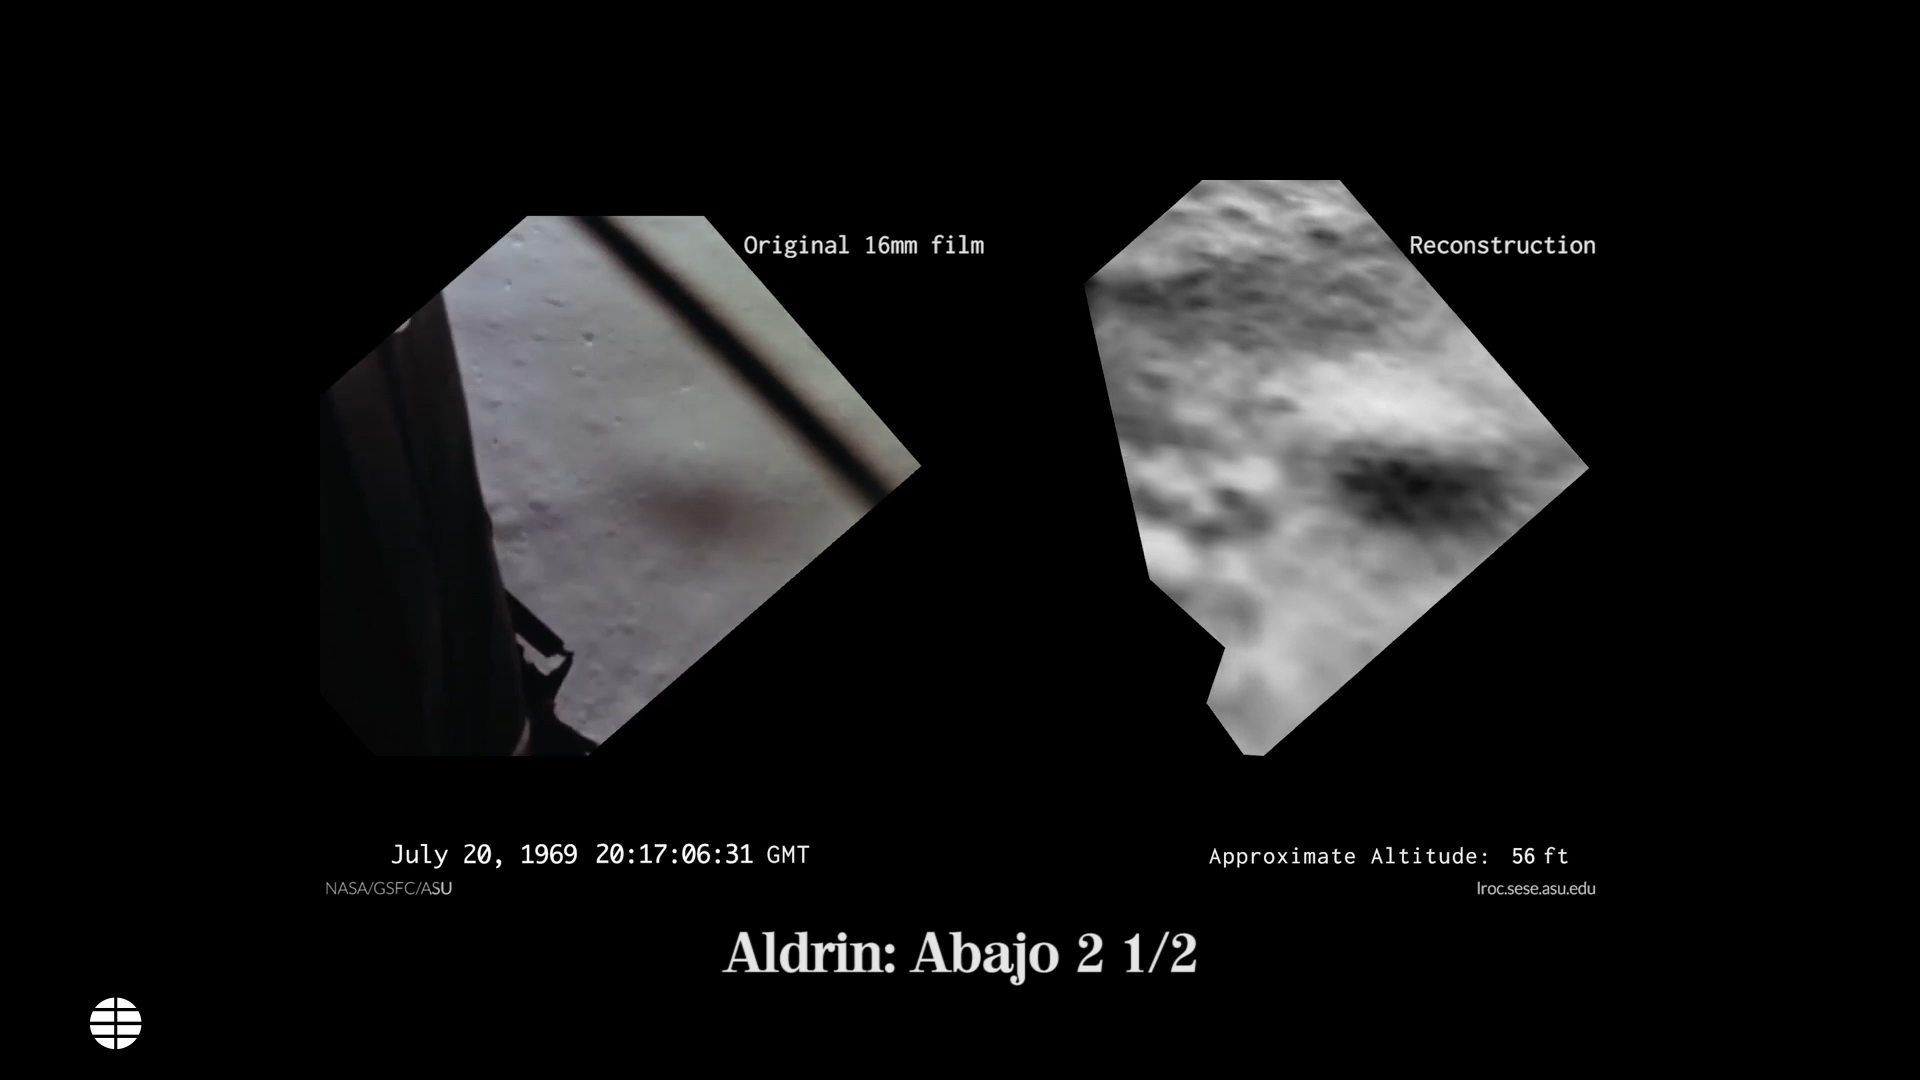 Original 16mm film
Reconstruction
July 20, 1969 20:17:06:31 GMT
Approximate Altitude: 56 ft
NASA/GSFC/ASU
lroc.sese.asu.edu
Aldrin: Abajo 2 1/2